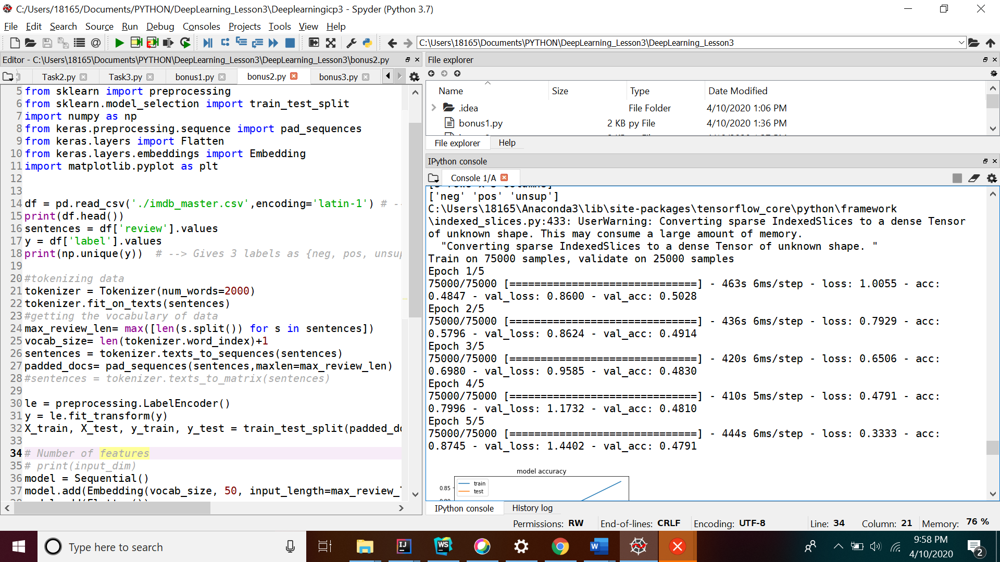 C:/Users/18165/Documents/PYTHON/DeepLearning_Lesson3\Deeplearningicp3 - Spyder (Python 3.7)
File Edit Search Source Run Debug Consoles Projects Tools View Help
C:\Users\18165\Documents\PYTHON\DeepLearning_Lesson3\DeepLearning_Lesson3
Editor - C:\Users\18165\Documents\PYTHON\DeepLearning_Lesson3\DeepLearning_Lesson3\bonus2.py
Task2.py Task3.py bonus1.py bonus2.py bonus3.py
5 from sklearn import preprocessing
6 from sklearn.model_selection import train_test_split
7 import numpy as np
8 from keras.preprocessing.sequence import pad_sequences
9 from keras.layers import Flatten
10 from keras.layers.embeddings import Embedding
11 import matplotlib.pyplot as plt
12
13
14 df = pd.read_csv('./imdb_master.csv',encoding='latin-1') # -
15 print(df.head())
16 sentences = df['review'].values
17 y = df['label'].values
18 print(np.unique(y))  # --> Gives 3 labels as {neg, pos, unsup
19
20 #tokenizing data
21 tokenizer = Tokenizer(num_words=2000)
22 tokenizer.fit_on_texts(sentences)
23 #getting the vocabulary of data
24 max_review_len= max([len(s.split()) for s in sentences])
25 vocab_size= len(tokenizer.word_index)+1
26 sentences = tokenizer.texts_to_sequences(sentences)
27 padded_docs= pad_sequences(sentences,maxlen=max_review_len)
28 #sentences = tokenizer.texts_to_matrix(sentences)
29
30 le = preprocessing.LabelEncoder()
31 y = le.fit_transform(y)
32 X_train, X_test, y_train, y_test = train_test_split(padded_do
33
34 # Number of features
35 # print(input_dim)
36 model = Sequential()
37 model.add(Embedding(vocab_size, 50, input_length=max_review_l
File explorer
Name Size Type Date Modified
.idea File Folder 4/10/2020 1:06 PM
bonus1.py 2 KB py File 4/10/2020 1:36 PM
File explorer Help
IPython console
Console 1/A
['neg' 'pos' 'unsup']
C:\Users\18165\Anaconda3\lib\site-packages\tensorflow_core\python\framework
\indexed_slices.py:433: UserWarning: Converting sparse IndexedSlices to a dense Tensor
of unknown shape. This may consume a large amount of memory.
"Converting sparse IndexedSlices to a dense Tensor of unknown shape. "
Train on 75000 samples, validate on 25000 samples
Epoch 1/5
75000/75000 [==============================] - 463s 6ms/step - loss: 1.0055 - acc:
0.4847 - val_loss: 0.8600 - val_acc: 0.5028
Epoch 2/5
75000/75000 [==============================] - 436s 6ms/step - loss: 0.7929 - acc:
0.5796 - val_loss: 0.8624 - val_acc: 0.4914
Epoch 3/5
75000/75000 [==============================] - 420s 6ms/step - loss: 0.6506 - acc:
0.6980 - val_loss: 0.9585 - val_acc: 0.4830
Epoch 4/5
75000/75000 [==============================] - 410s 5ms/step - loss: 0.4791 - acc:
0.7996 - val_loss: 1.1732 - val_acc: 0.4810
Epoch 5/5
75000/75000 [==============================] - 444s 6ms/step - loss: 0.3333 - acc:
0.8745 - val_loss: 1.4402 - val_acc: 0.4791
model accuracy
train
test
0.85
IPython console History log
Permissions: RW End-of-lines: CRLF Encoding: UTF-8 Line: 34 Column: 21 Memory: 76 %
Type here to search
IJ
WS
W
9:58 PM
4/10/2020
2